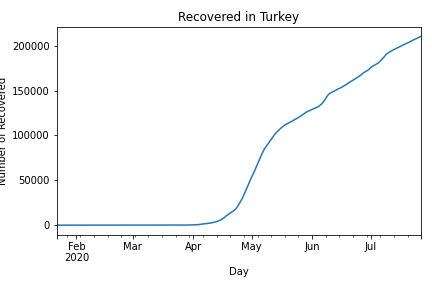 Recovered in Turkey
Number of Recovered
200000
150000
100000
50000
0
Feb Mar Apr May Jun Jul
2020
Day